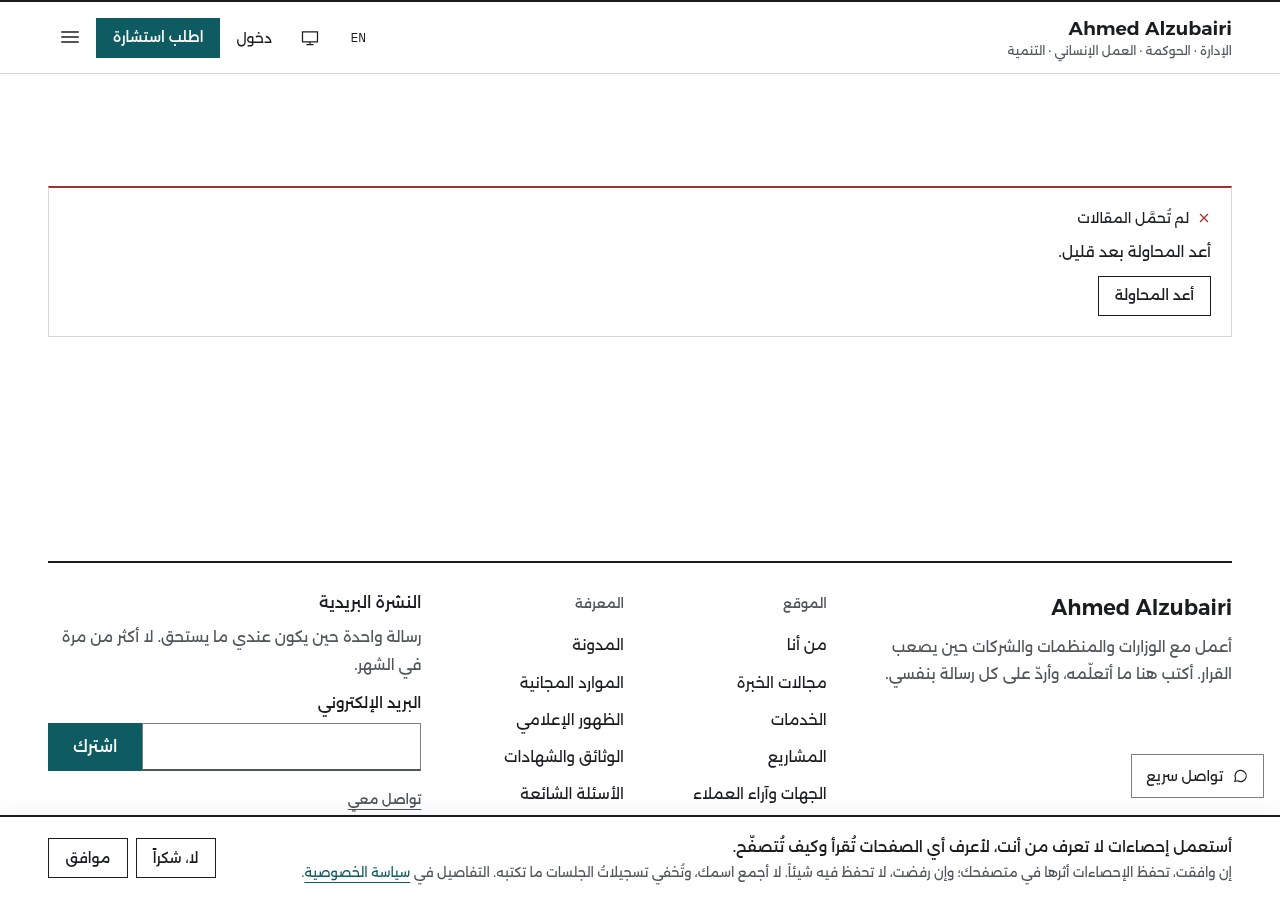 Ahmed Alzubairi
الإدارة · الحوكمة · العمل الإنساني · التنمية
EN
دخول
اطلب استشارة
لم تُحمَّل المقالات
أعد المحاولة بعد قليل.
أعد المحاولة
Ahmed Alzubairi
أعمل مع الوزارات والمنظمات والشركات حين يصعب
القرار. أكتب هنا ما أتعلّمه، وأردّ على كل رسالة بنفسي.
الموقع
من أنا
مجالات الخبرة
الخدمات
المشاريع
الجهات وآراء العملاء
المعرفة
المدونة
الموارد المجانية
الظهور الإعلامي
الوثائق والشهادات
الأسئلة الشائعة
النشرة البريدية
رسالة واحدة حين يكون عندي ما يستحق. لا أكثر من مرة
في الشهر.
البريد الإلكتروني
اشترك
تواصل معي
تواصل سريع
أستعمل إحصاءات لا تعرف من أنت، لأعرف أي الصفحات تُقرأ وكيف تُتصفّح.
إن وافقت، تحفظ الإحصاءات أثرها في متصفحك؛ وإن رفضت، لا تحفظ فيه شيئاً. لا أجمع اسمك، وتُخفي تسجيلاتُ الجلسات ما تكتبه. التفاصيل في سياسة الخصوصية.
لا، شكراً
موافق